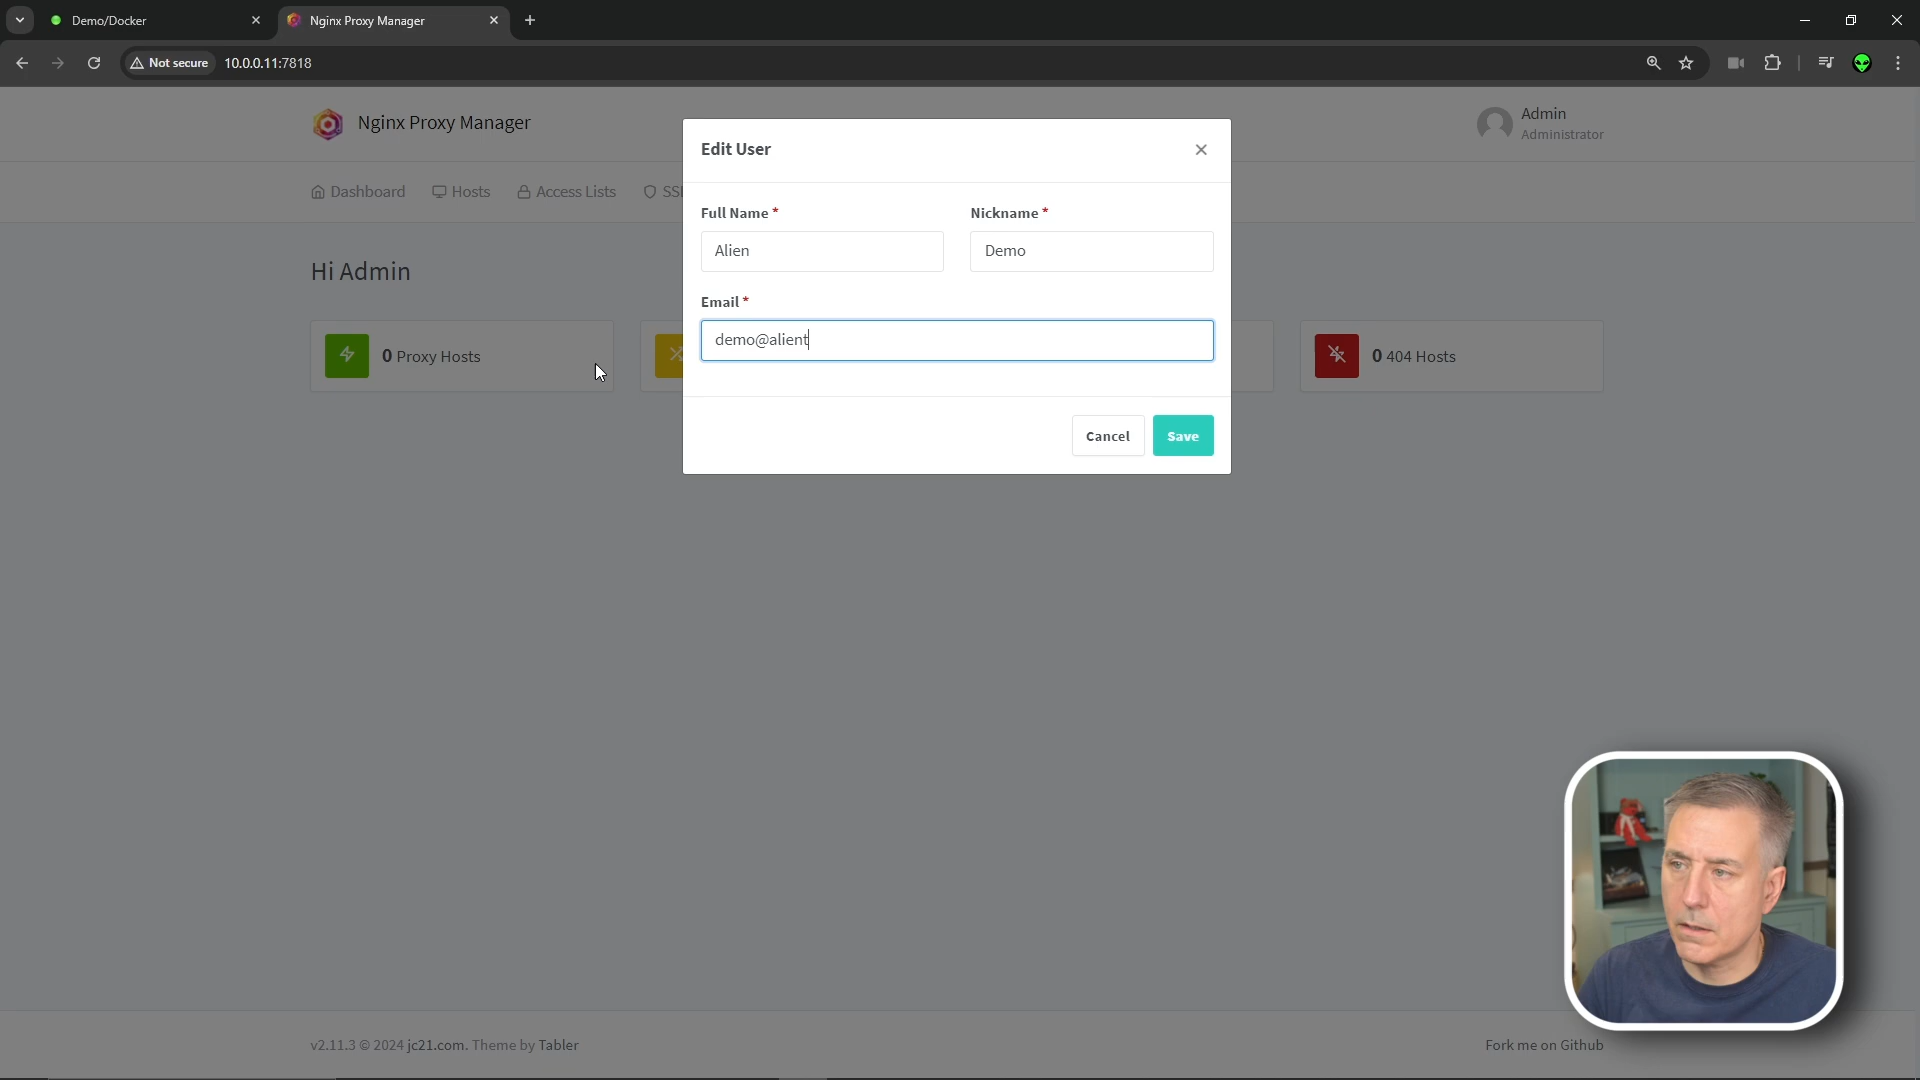 Demo/Docker
Nginx Proxy Manager
Not secure
10.0.0.11:7818
Nginx Proxy Manager
Admin
Administrator
Dashboard
Hosts
Access Lists
SSL
Hi Admin
0 Proxy Hosts
0 404 Hosts
Edit User
Full Name *
Nickname *
Alien
Demo
Email *
demo@alient
Cancel
Save
v2.11.3 © 2024 jc21.com. Theme by Tabler
Fork me on Github